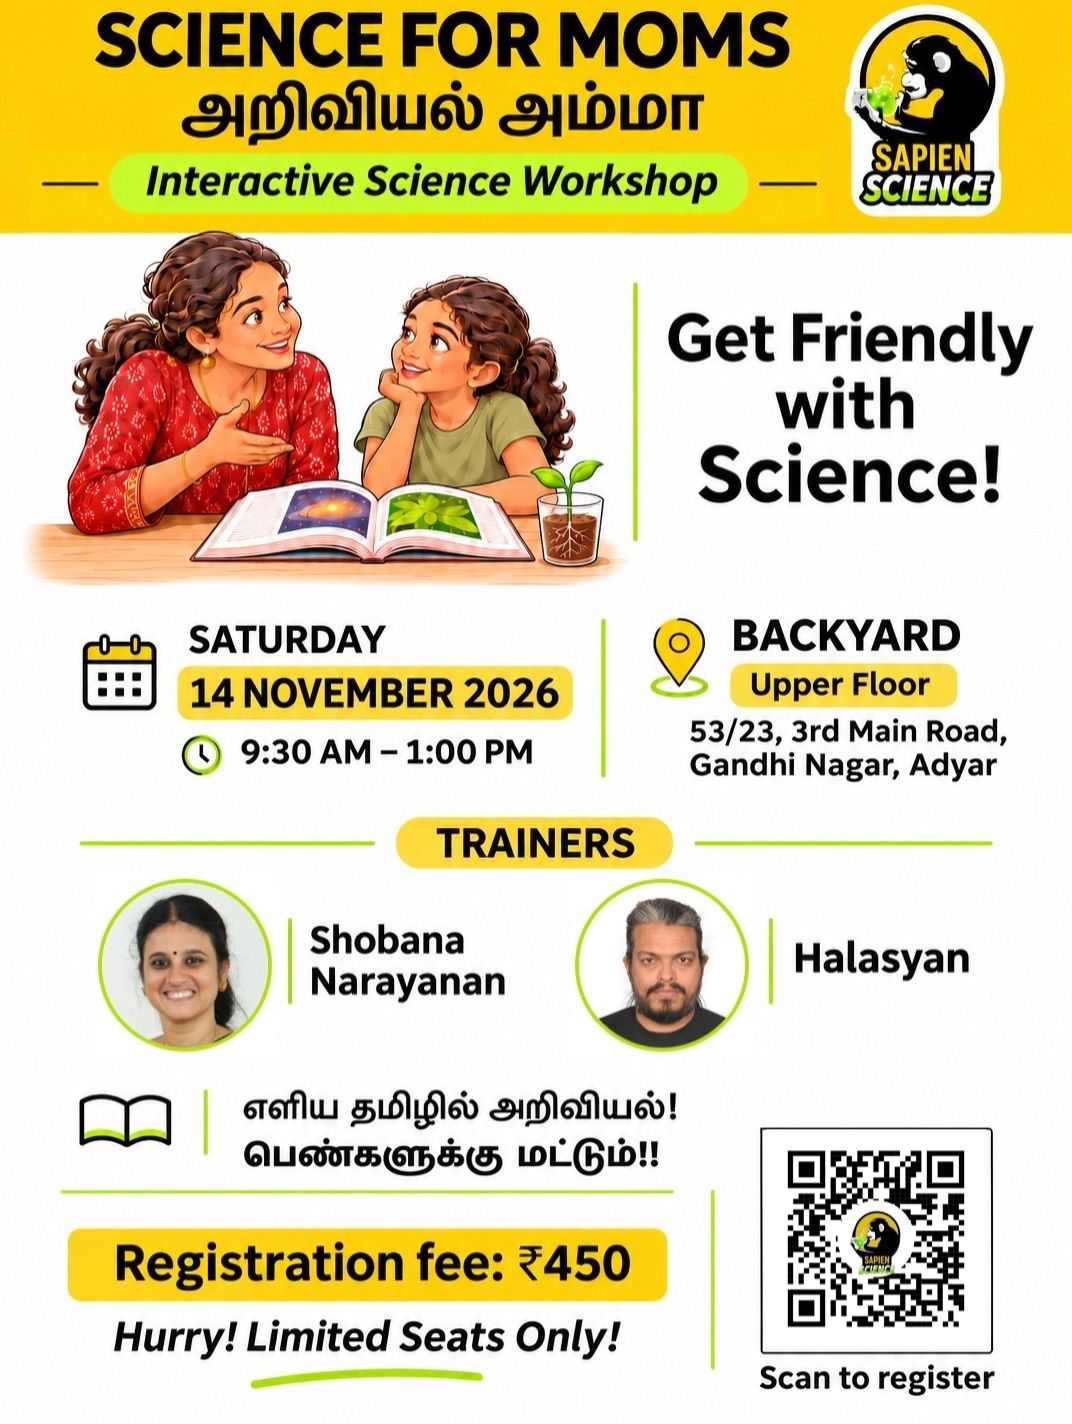 SCIENCE FOR MOMS
அறிவியல் அம்மா
Interactive Science Workshop
SAPIEN
SCIENCE
Get Friendly
with
Science!
SATURDAY
14 NOVEMBER 2026
9:30 AM – 1:00 PM
BACKYARD
Upper Floor
53/23, 3rd Main Road,
Gandhi Nagar, Adyar
TRAINERS
Shobana
Narayanan
Halasyan
எளிய தமிழில் அறிவியல்!
பெண்களுக்கு மட்டும்!!
Registration fee: ₹450
Hurry! Limited Seats Only!
SAPIEN
SCIENCE
Scan to register